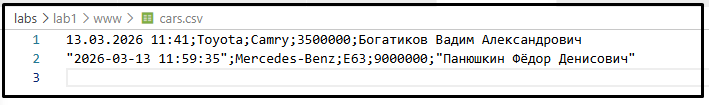 labs > lab1 > www > cars.csv
1 13.03.2026 11:41;Toyota;Camry;3500000;Богатиков Вадим Александрович
2 "2026-03-13 11:59:35";Mercedes-Benz;E63;9000000;"Панюшкин Фёдор Денисович"
3